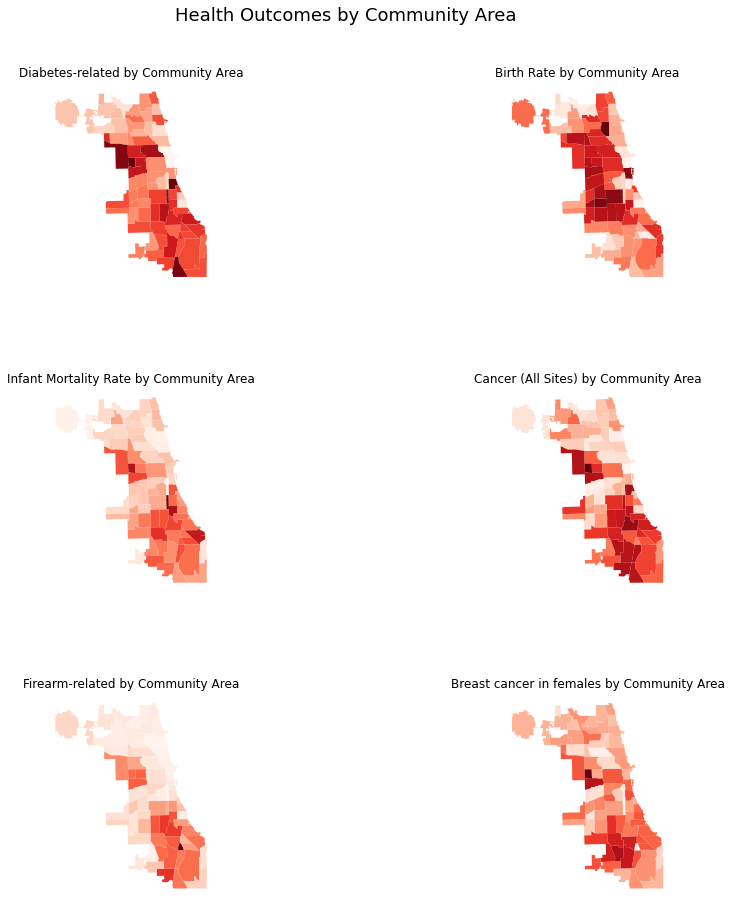 Health Outcomes by Community Area
Diabetes-related by Community Area
Birth Rate by Community Area
Infant Mortality Rate by Community Area
Cancer (All Sites) by Community Area
Firearm-related by Community Area
Breast cancer in females by Community Area